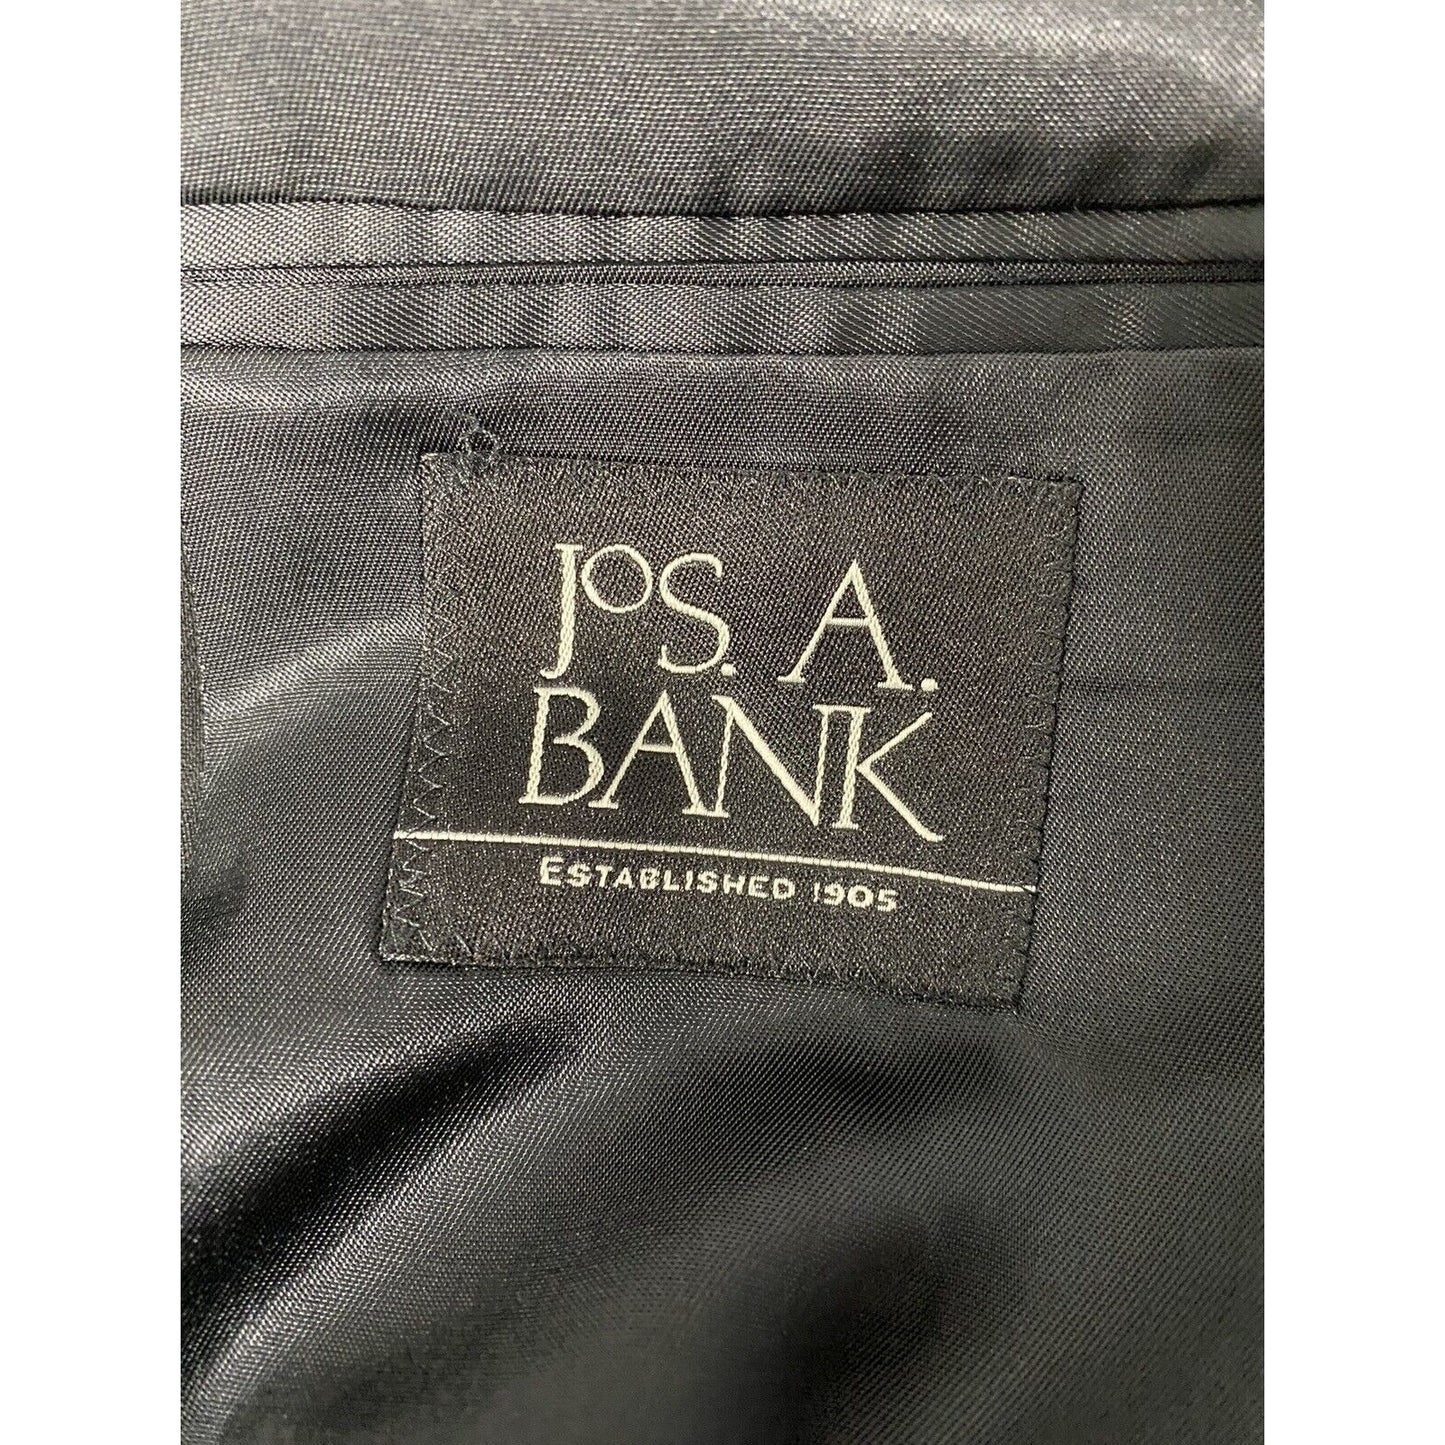 JOS. A.
BANK
ESTABLISHED 1905